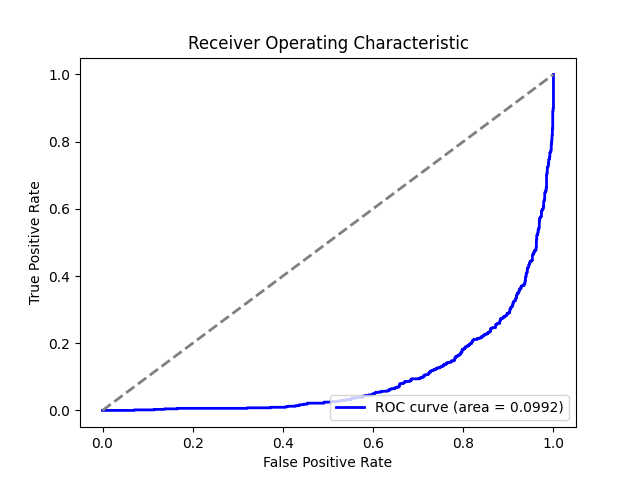 Receiver Operating Characteristic
1.0
0.8
0.6
0.4
0.2
0.0
True Positive Rate
ROC curve (area = 0.0992)
0.0 0.2 0.4 0.6 0.8 1.0
False Positive Rate